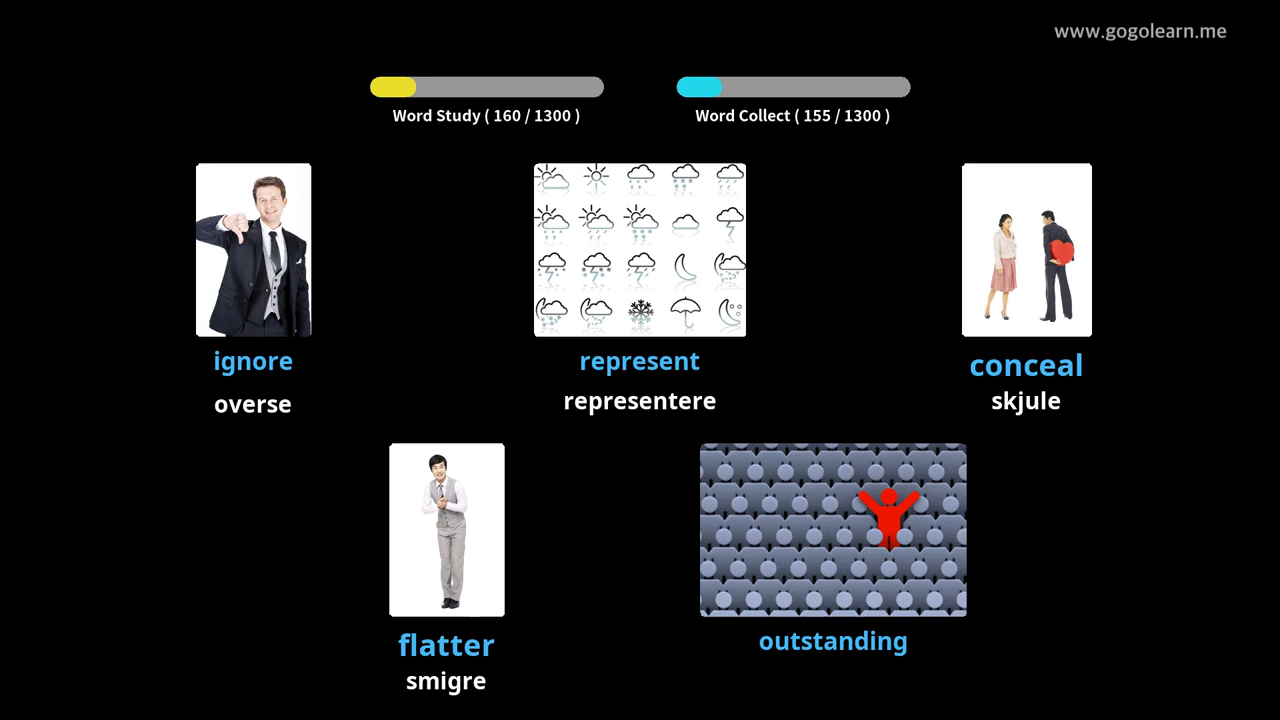 www.gogolearn.me
Word Study ( 160 / 1300 )
Word Collect ( 155 / 1300 )
ignore
represent
conceal
overse
representere
skjule
flatter
outstanding
smigre